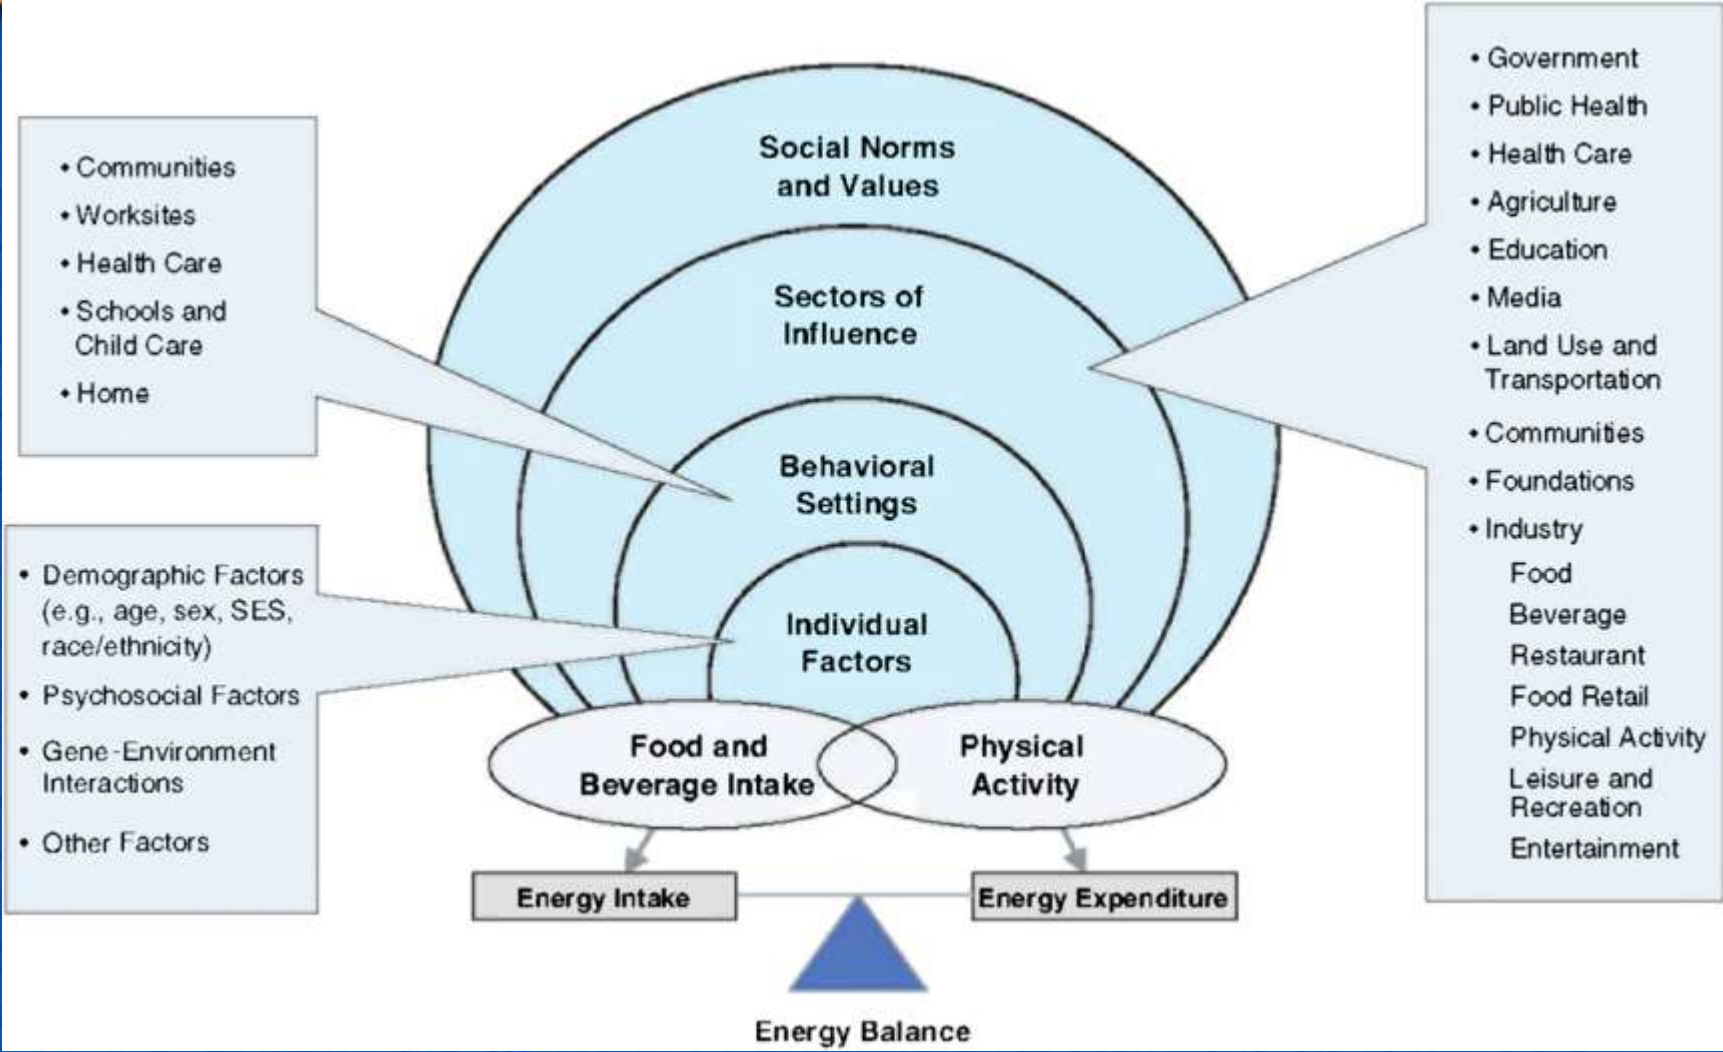 • Communities
• Worksites
• Health Care
• Schools and
Child Care
• Home
• Demographic Factors
(e.g., age, sex, SES,
race/ethnicity)
• Psychosocial Factors
• Gene-Environment
Interactions
• Other Factors
Social Norms
and Values
Sectors of
Influence
Behavioral
Settings
Individual
Factors
Food and
Beverage Intake
Physical
Activity
Energy Intake
Energy Expenditure
Energy Balance
• Government
• Public Health
• Health Care
• Agriculture
• Education
• Media
• Land Use and
Transportation
• Communities
• Foundations
• Industry
Food
Beverage
Restaurant
Food Retail
Physical Activity
Leisure and
Recreation
Entertainment